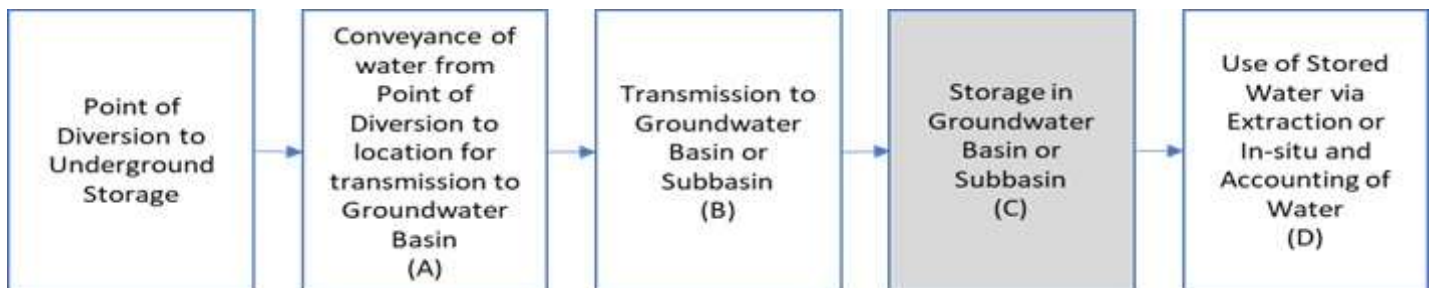 Point of
Diversion to
Underground
Storage
Conveyance of
water from
Point of
Diversion to
location for
transmission to
Groundwater
Basin
(A)
Transmission to
Groundwater
Basin or
Subbasin
(B)
Storage in
Groundwater
Basin or
Subbasin
(C)
Use of Stored
Water via
Extraction or
In-situ and
Accounting of
Water
(D)